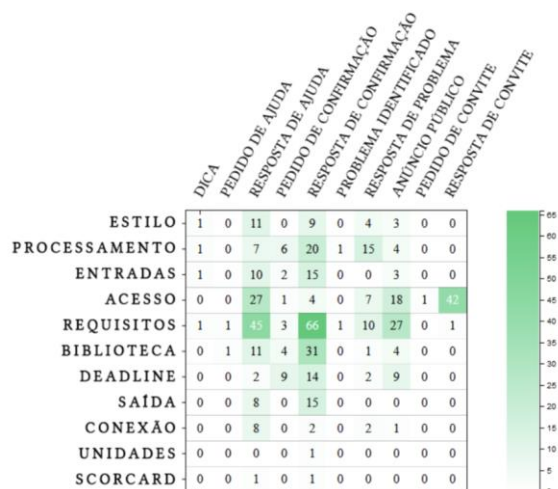 DICA
PEDIDO DE AJUDA
RESPOSTA DE AJUDA
PEDIDO DE CONFIRMAÇÃO
RESPOSTA DE CONFIRMAÇÃO
PROBLEMA IDENTIFICADO
RESPOSTA DE PROBLEMA
ANÚNCIO PÚBLICO
PEDIDO DE CONVITE
RESPOSTA DE CONVITE
ESTILO 1 0 11 0 9 0 4 3 0 0
PROCESSAMENTO 1 0 7 6 20 1 15 4 0 0
ENTRADAS 1 0 10 2 15 0 0 3 0 0
ACESSO 0 0 27 1 4 0 7 18 1 42
REQUISITOS 1 1 45 3 66 1 10 27 0 1
BIBLIOTECA 0 1 11 4 31 0 1 4 0 0
DEADLINE 0 0 2 9 14 0 2 9 0 0
SAÍDA 0 0 8 0 15 0 0 0 0 0
CONEXÃO 0 0 8 0 2 0 2 1 0 0
UNIDADES 0 0 0 0 1 0 0 0 0 0
SCORCARD 0 0 1 0 1 0 0 0 0 0
65
60
55
50
45
40
35
30
25
20
15
10
5